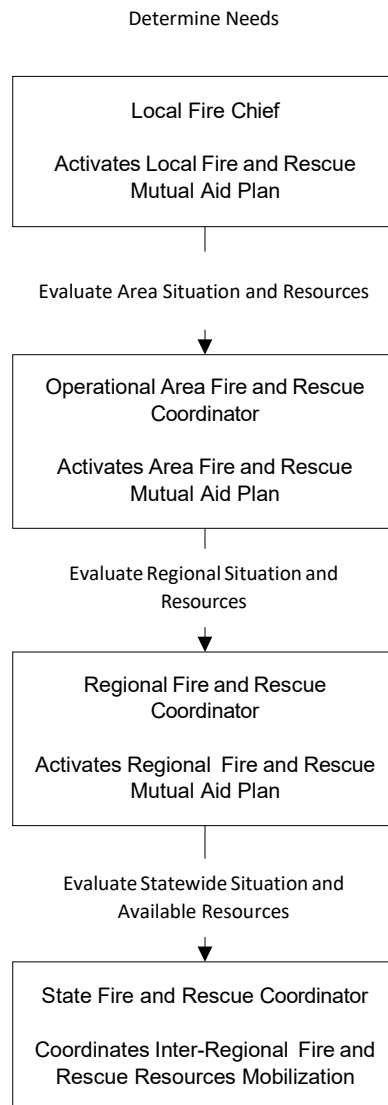 Determine Needs
Local Fire Chief
Activates Local Fire and Rescue
Mutual Aid Plan
Evaluate Area Situation and Resources
Operational Area Fire and Rescue
Coordinator
Activates Area Fire and Rescue
Mutual Aid Plan
Evaluate Regional Situation and
Resources
Regional Fire and Rescue
Coordinator
Activates Regional Fire and Rescue
Mutual Aid Plan
Evaluate Statewide Situation and
Available Resources
State Fire and Rescue Coordinator
Coordinates Inter-Regional Fire and
Rescue Resources Mobilization